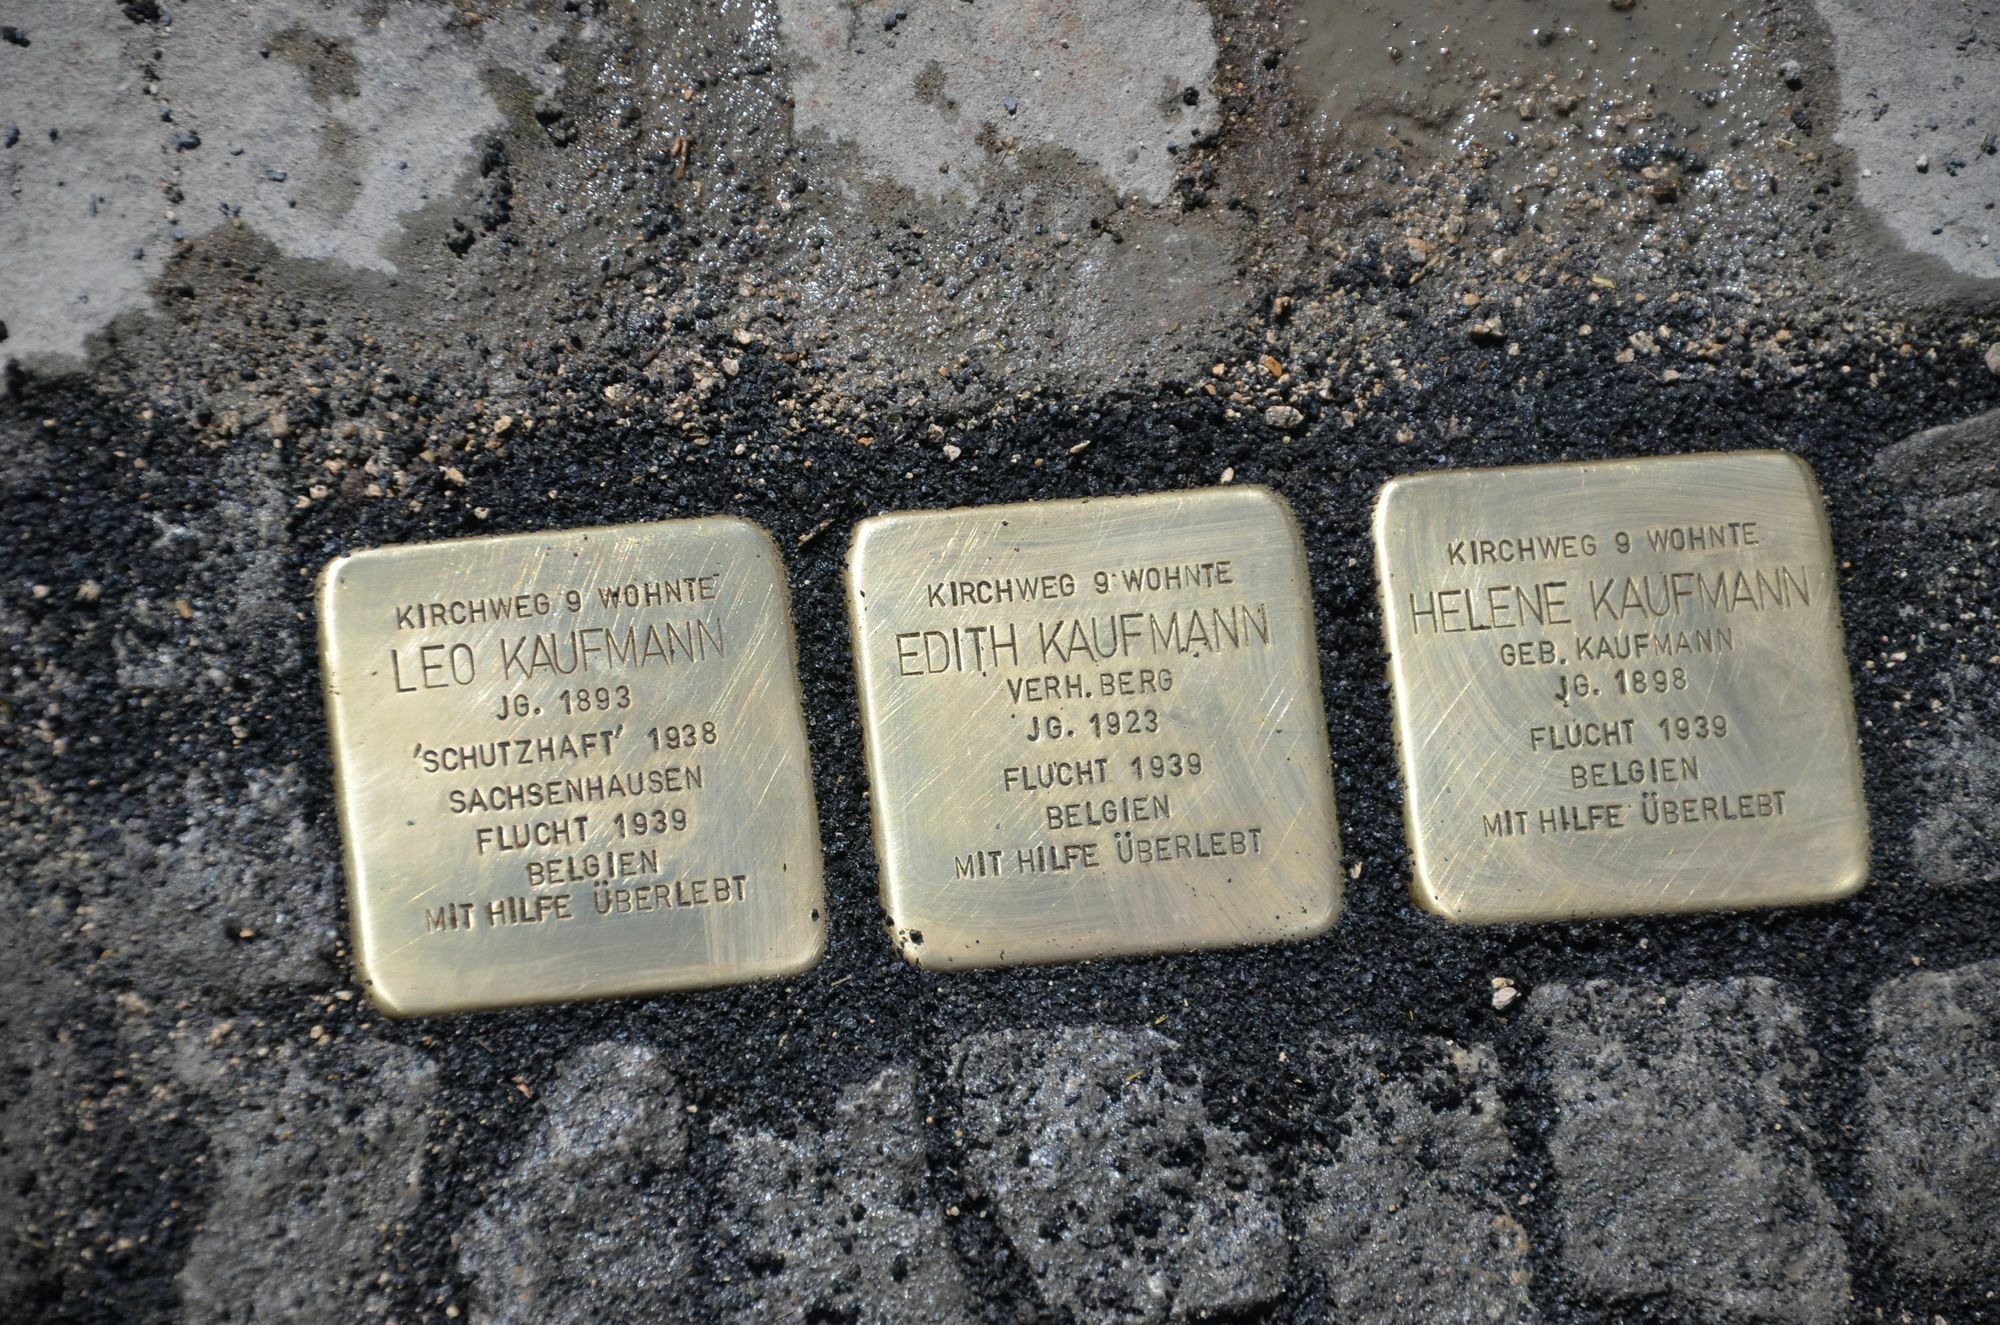 KIRCHWEG 9 WOHNTE
LEO KAUFMANN
JG. 1893
'SCHUTZHAFT' 1938
SACHSENHAUSEN
FLUCHT 1939
BELGIEN
MIT HILFE ÜBERLEBT
KIRCHWEG 9 WOHNTE
EDITH KAUFMANN
VERH. BERG
JG. 1923
FLUCHT 1939
BELGIEN
MIT HILFE ÜBERLEBT
KIRCHWEG 9 WOHNTE
HELENE KAUFMANN
GEB. KAUFMANN
JG. 1898
FLUCHT 1939
BELGIEN
MIT HILFE ÜBERLEBT